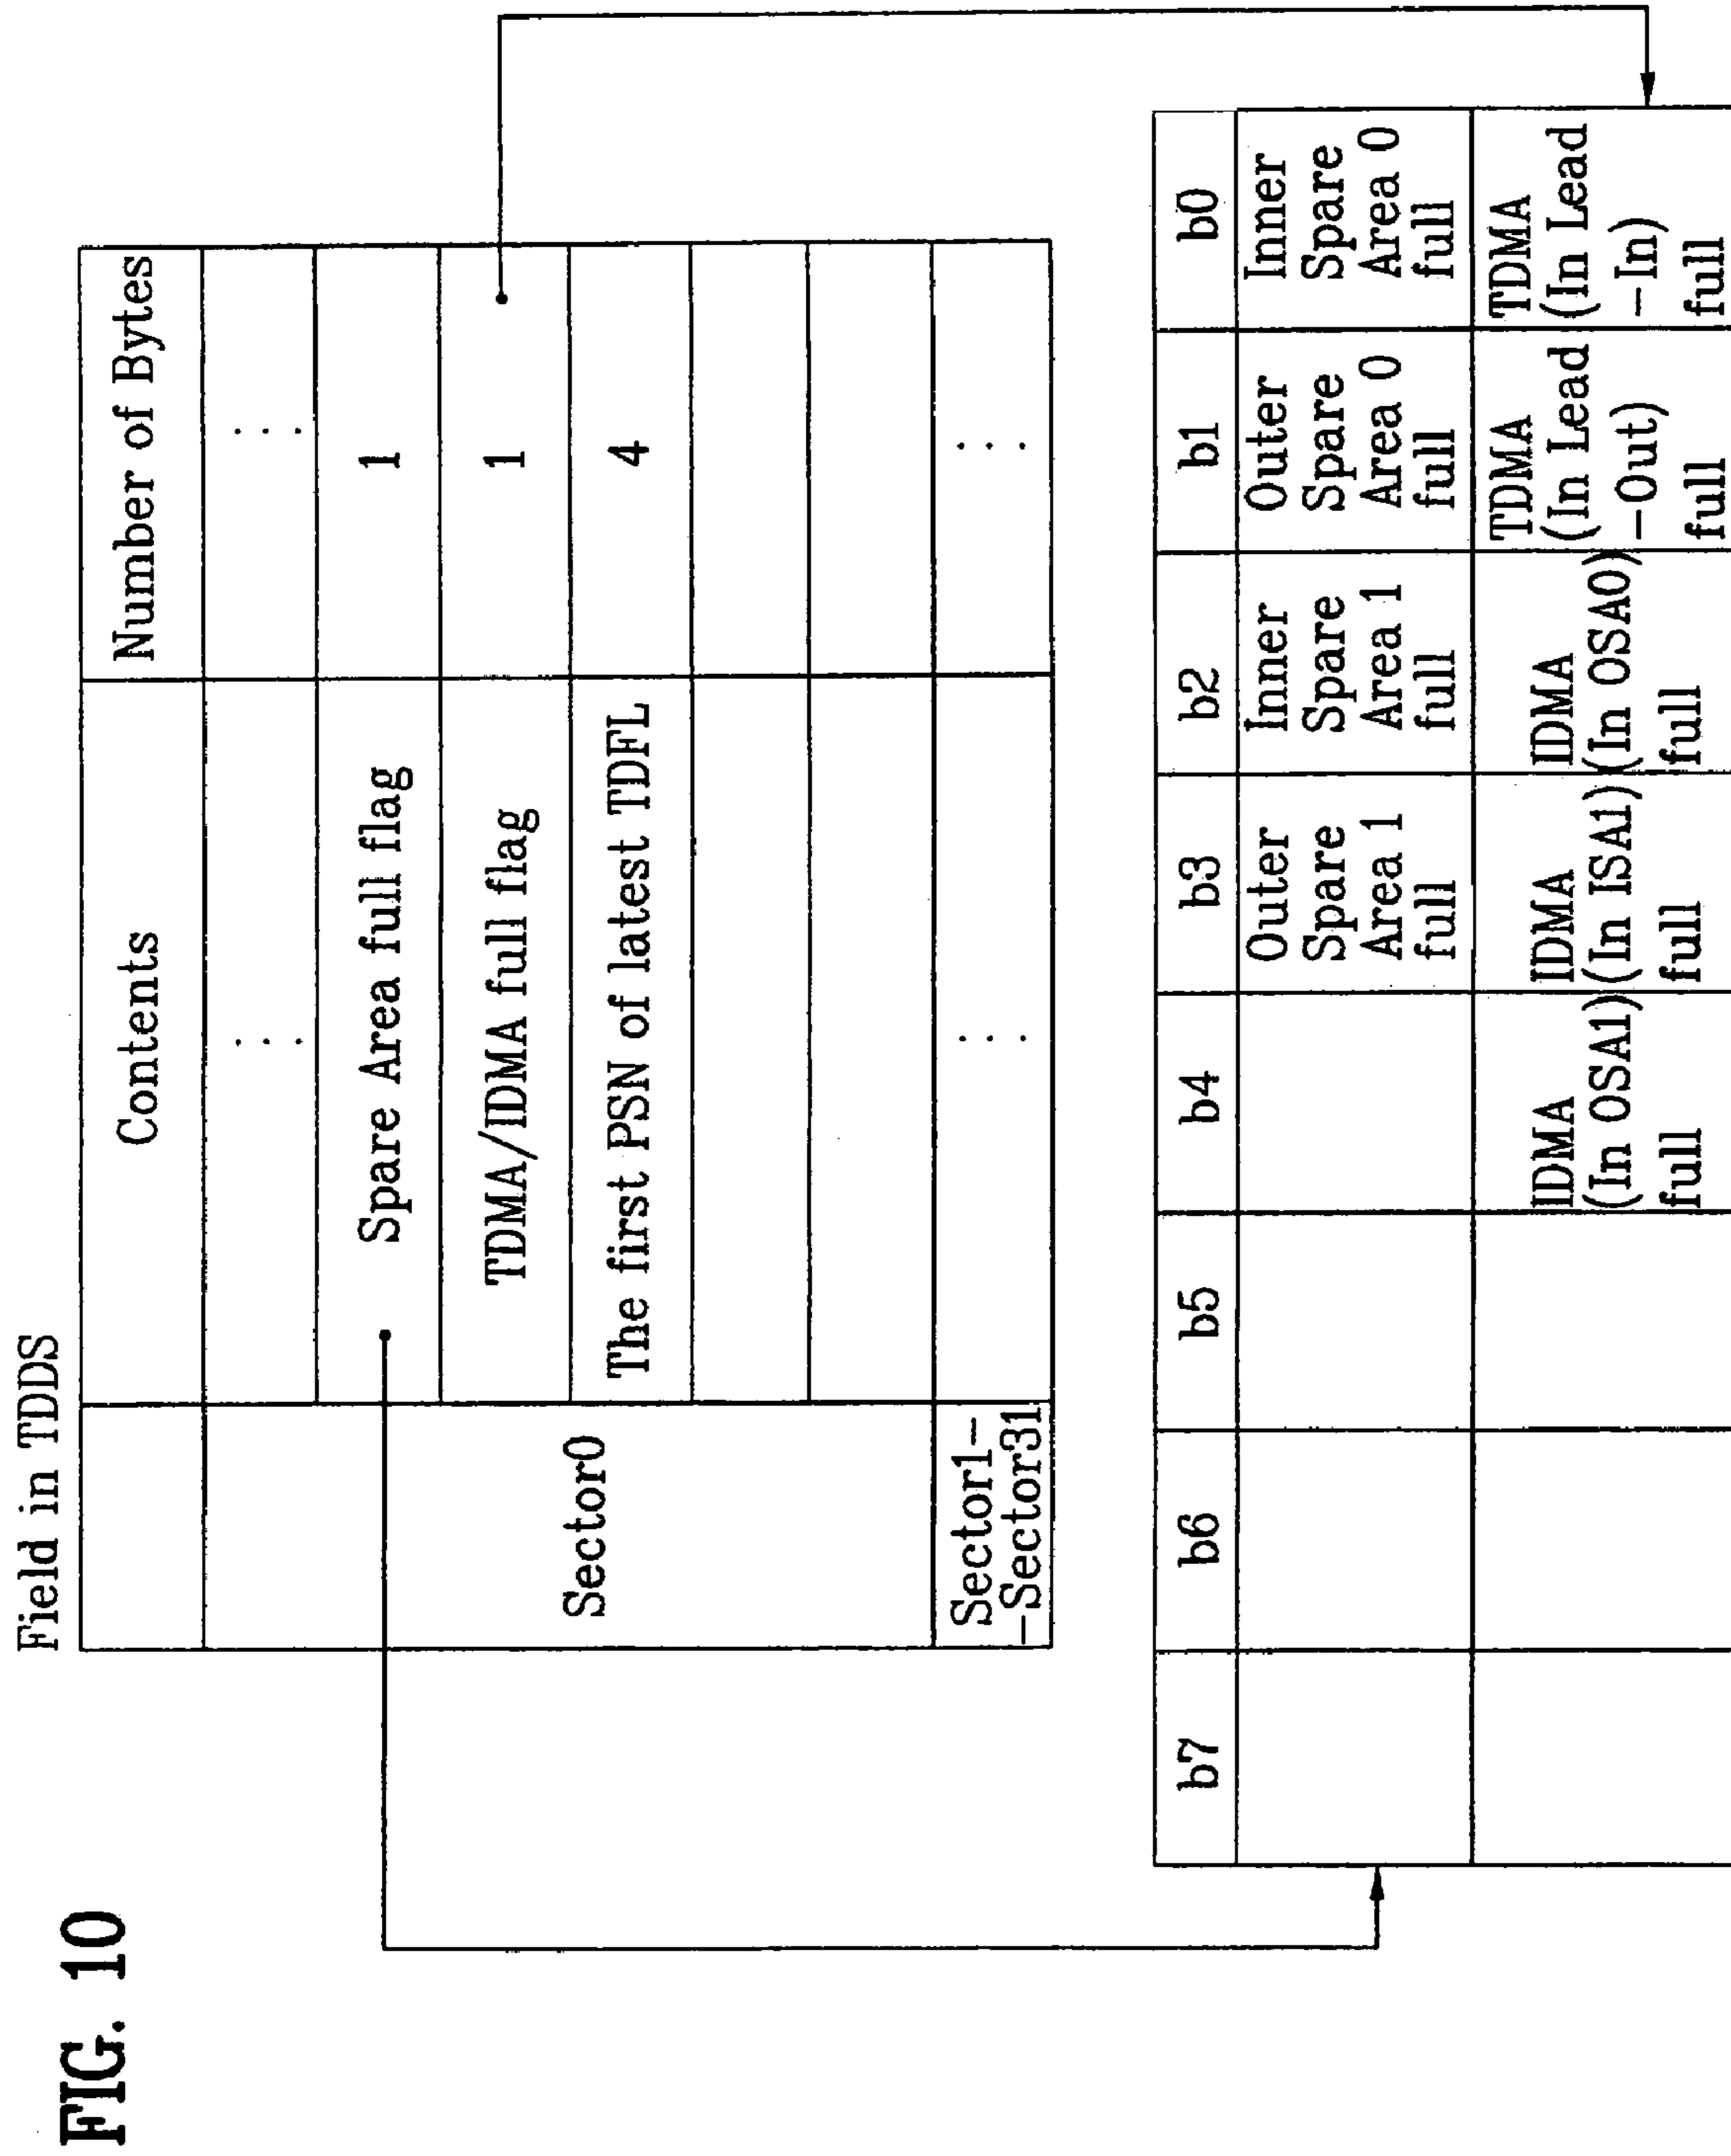 FIG. 10
Field in TDDS
Contents
Number of Bytes
Sector0
...
...
Spare Area full flag
1
TDMA/IDMA full flag
1
The first PSN of latest TDFL
4
Sector1-
-Sector31
...
...
b7
b6
b5
b4
b3
b2
b1
b0
Outer
Spare
Area 1
full
Inner
Spare
Area 1
full
Outer
Spare
Area 0
full
Inner
Spare
Area 0
full
IDMA
(In OSA1)
full
IDMA
(In ISA1)
full
IDMA
(In OSA0)
full
TDMA
(In Lead
-Out)
full
TDMA
(In Lead
-In)
full